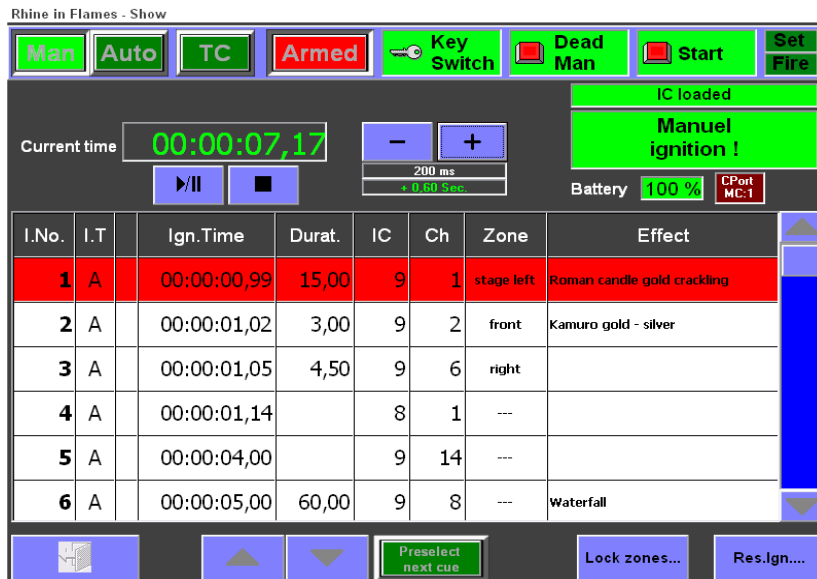 Rhine in Flames - Show
Man Auto TC Armed Key Switch Dead Man Start Set Fire
IC loaded
Manuel ignition !
Current time 00:00:07,17 - +
200 ms
+ 0,60 Sec.
Battery 100 % CPort MC:1
I.No. I.T Ign.Time Durat. IC Ch Zone Effect
1 A 00:00:00,99 15,00 9 1 stage left Roman candle gold crackling
2 A 00:00:01,02 3,00 9 2 front Kamuro gold - silver
3 A 00:00:01,05 4,50 9 6 right
4 A 00:00:01,14 8 1 ---
5 A 00:00:04,00 9 14 ---
6 A 00:00:05,00 60,00 9 8 --- Waterfall
Preselect next cue Lock zones... Res.Ign....